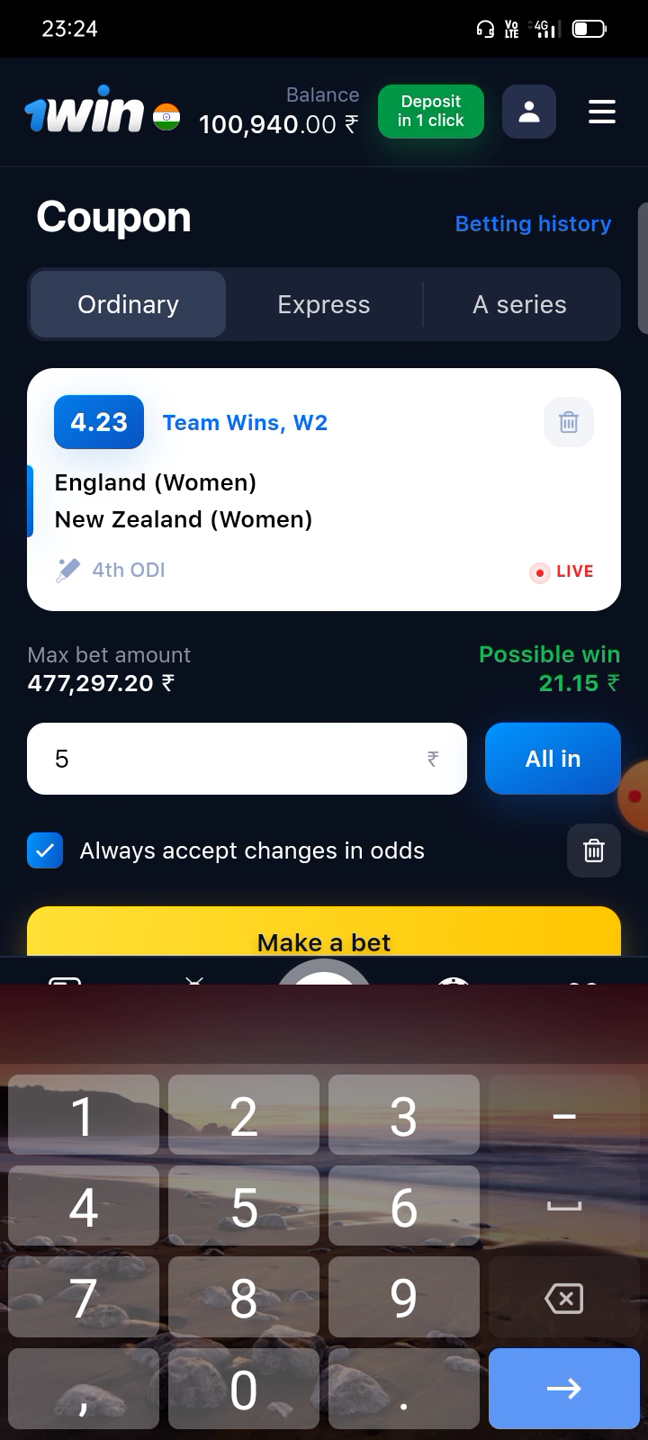 23:24
Vo LTE 4G
1win
Balance
100,940.00 ₹
Deposit
in 1 click
Coupon
Betting history
Ordinary
Express
A series
4.23
Team Wins, W2
England (Women)
New Zealand (Women)
4th ODI
LIVE
Max bet amount
477,297.20 ₹
Possible win
21.15 ₹
5 ₹
All in
Always accept changes in odds
Make a bet
1 2 3 -
4 5 6
7 8 9
, 0 .